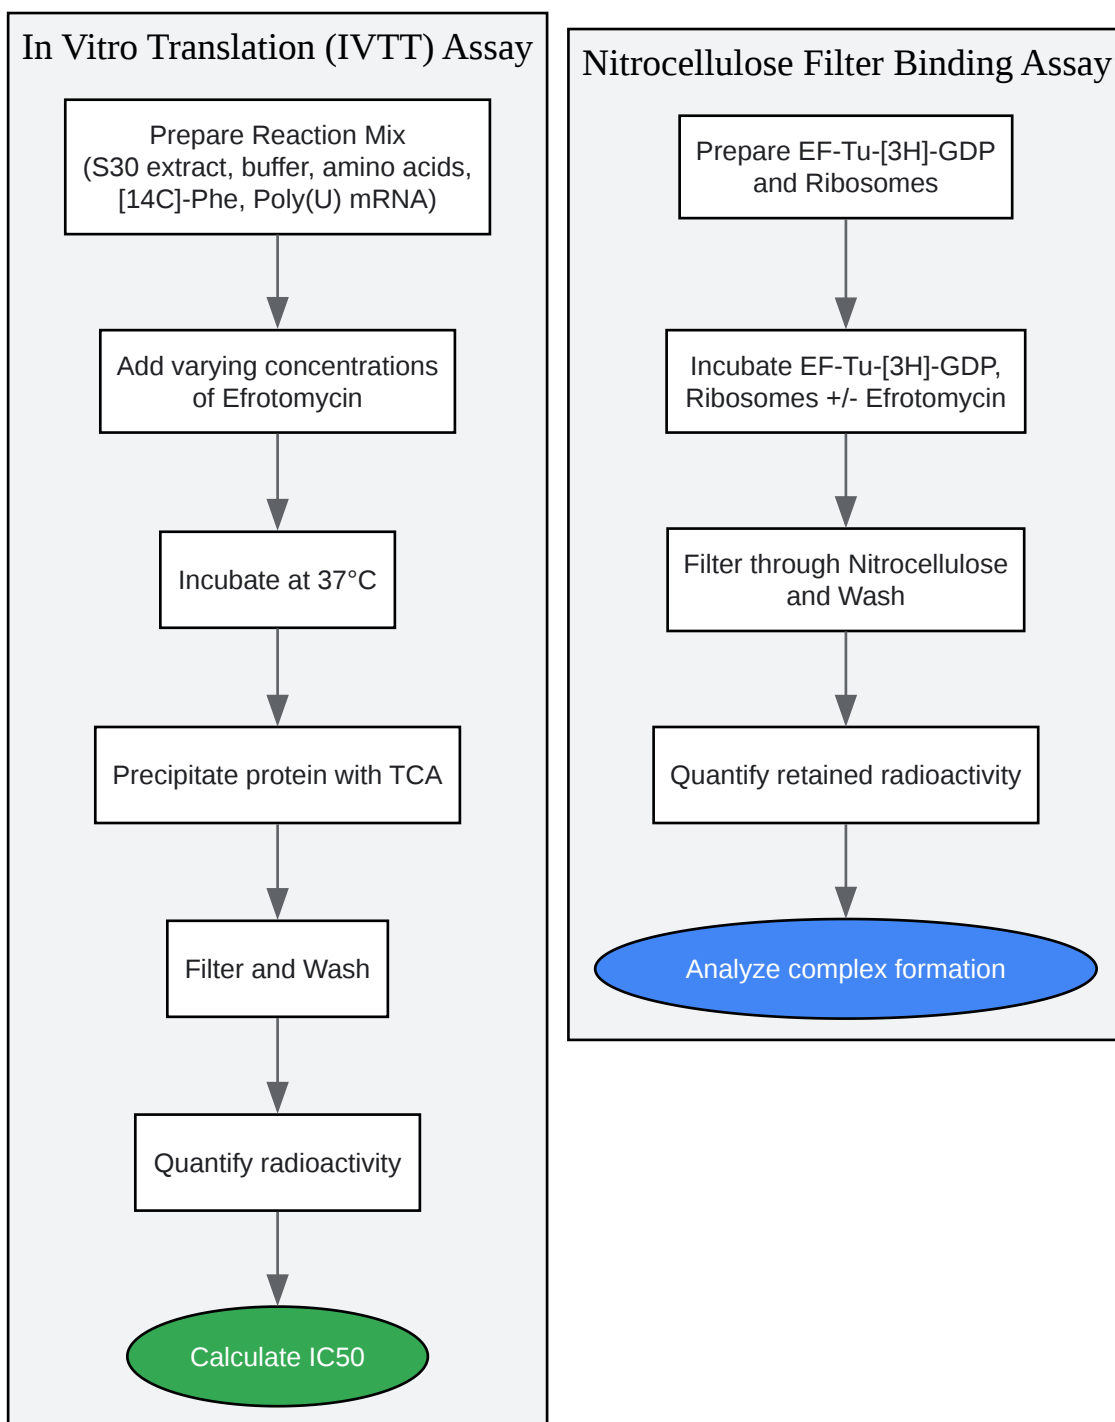 In Vitro Translation (IVTT) Assay
Prepare Reaction Mix
(S30 extract, buffer, amino acids,
[14C]-Phe, Poly(U) mRNA)
Add varying concentrations
of Efrotomycin
Incubate at 37°C
Precipitate protein with TCA
Filter and Wash
Quantify radioactivity
Calculate IC50
Nitrocellulose Filter Binding Assay
Prepare EF-Tu-[3H]-GDP
and Ribosomes
Incubate EF-Tu-[3H]-GDP,
Ribosomes +/- Efrotomycin
Filter through Nitrocellulose
and Wash
Quantify retained radioactivity
Analyze complex formation